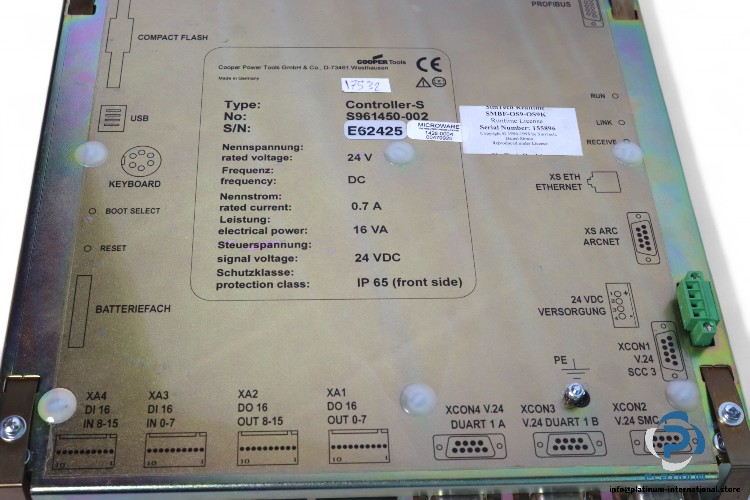 PROFIBUS
COMPACT FLASH
COOPER Tools
Cooper Power Tools GmbH & Co., D-73461 Westhausen
Made in Germany
CE
17532
Type: Controller-S
No: S961450-002
S/N: E62425
MICROWARE
SMBF-OS9-OS9K
Runtime License
Serial Number: 155896
RUN
LINK
RECEIVE
USB
KEYBOARD
BOOT SELECT
RESET
BATTERIEFACH
Nennspannung:
rated voltage: 24 V
Frequenz:
frequency: DC
Nennstrom:
rated current: 0.7 A
Leistung:
electrical power: 16 VA
Steuerspannung:
signal voltage: 24 VDC
Schutzklasse:
protection class: IP 65 (front side)
XS ETH
ETHERNET
XS ARC
ARCNET
24 VDC
VERSORGUNG
XCON1
V.24
SCC 3
PE
XA4
DI 16
IN 8-15
XA3
DI 16
IN 0-7
XA2
DO 16
OUT 8-15
XA1
DO 16
OUT 0-7
XCON4 V.24
DUART 1 A
XCON3
V.24 DUART 1 B
XCON2
V.24 SMC
info@platinum-international.store